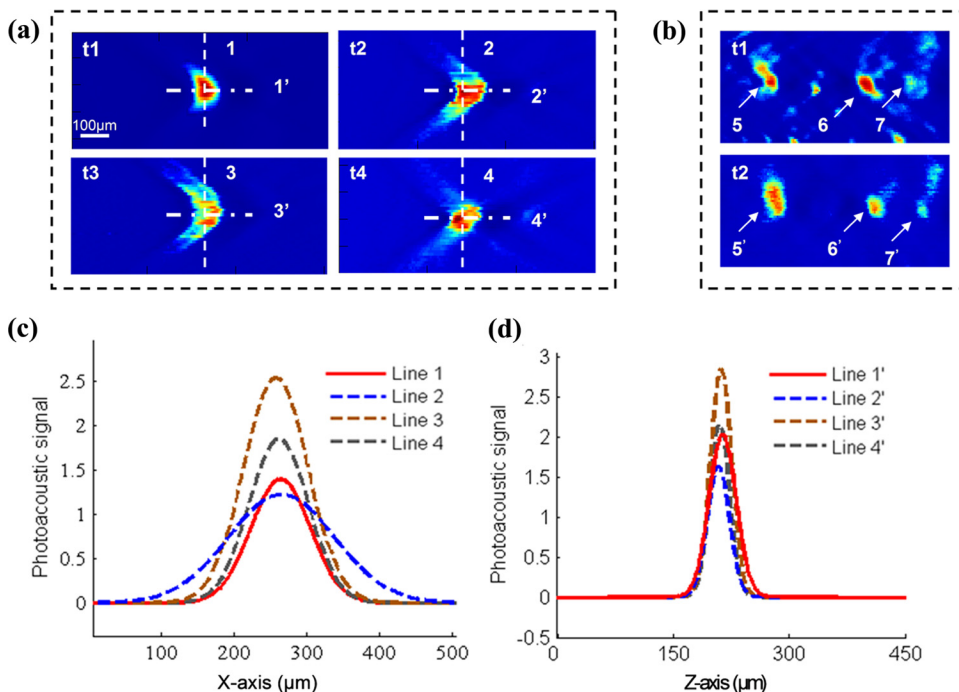 (a)
t1
1
1’
100µm
t2
2
2’
t3
3
3’
t4
4
4’
(b)
t1
5
6
7
t2
5’
6’
7’
(c)
Photoacoustic signal
2.5
2
1.5
1
0.5
0
100
200
300
400
500
X-axis (µm)
Line 1
Line 2
Line 3
Line 4
(d)
Photoacoustic signal
3
2.5
2
1.5
1
0.5
0
-0.5
0
150
300
450
Z-axis (µm)
Line 1'
Line 2'
Line 3'
Line 4'